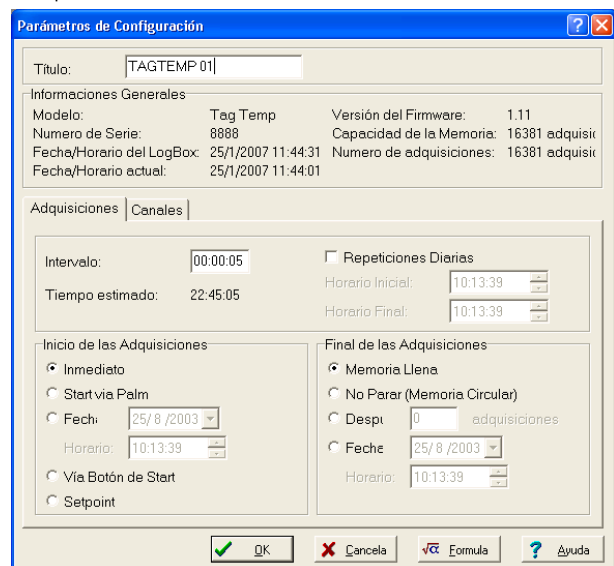 Parámetros de Configuración
Título: TAGTEMP 01
Informaciones Generales
Modelo: Tag Temp Versión del Firmware: 1.11
Numero de Serie: 8888 Capacidad de la Memoria: 16381 adquisi
Fecha/Horario del LogBox: 25/1/2007 11:44:31 Numero de adquisiciones: 16381 adquisi
Fecha/Horario actual: 25/1/2007 11:44:01
Adquisiciones Canales
Intervalo: 00:00:05 Repeticiones Diarias
Horario Inicial: 10:13:39
Tiempo estimado: 22:45:05
Horario Final: 10:13:39
Inicio de las Adquisiciones Final de las Adquisiciones
Inmediato Memoria Llena
Start via Palm No Parar (Memoria Circular)
Fech 25/ 8 /2003 Despu 0 adquisiciones
Horario: 10:13:39 Fecha 25/ 8 /2003
Vía Botón de Start Horario: 10:13:39
Setpoint
OK Cancela √α Formula ? Ayuda